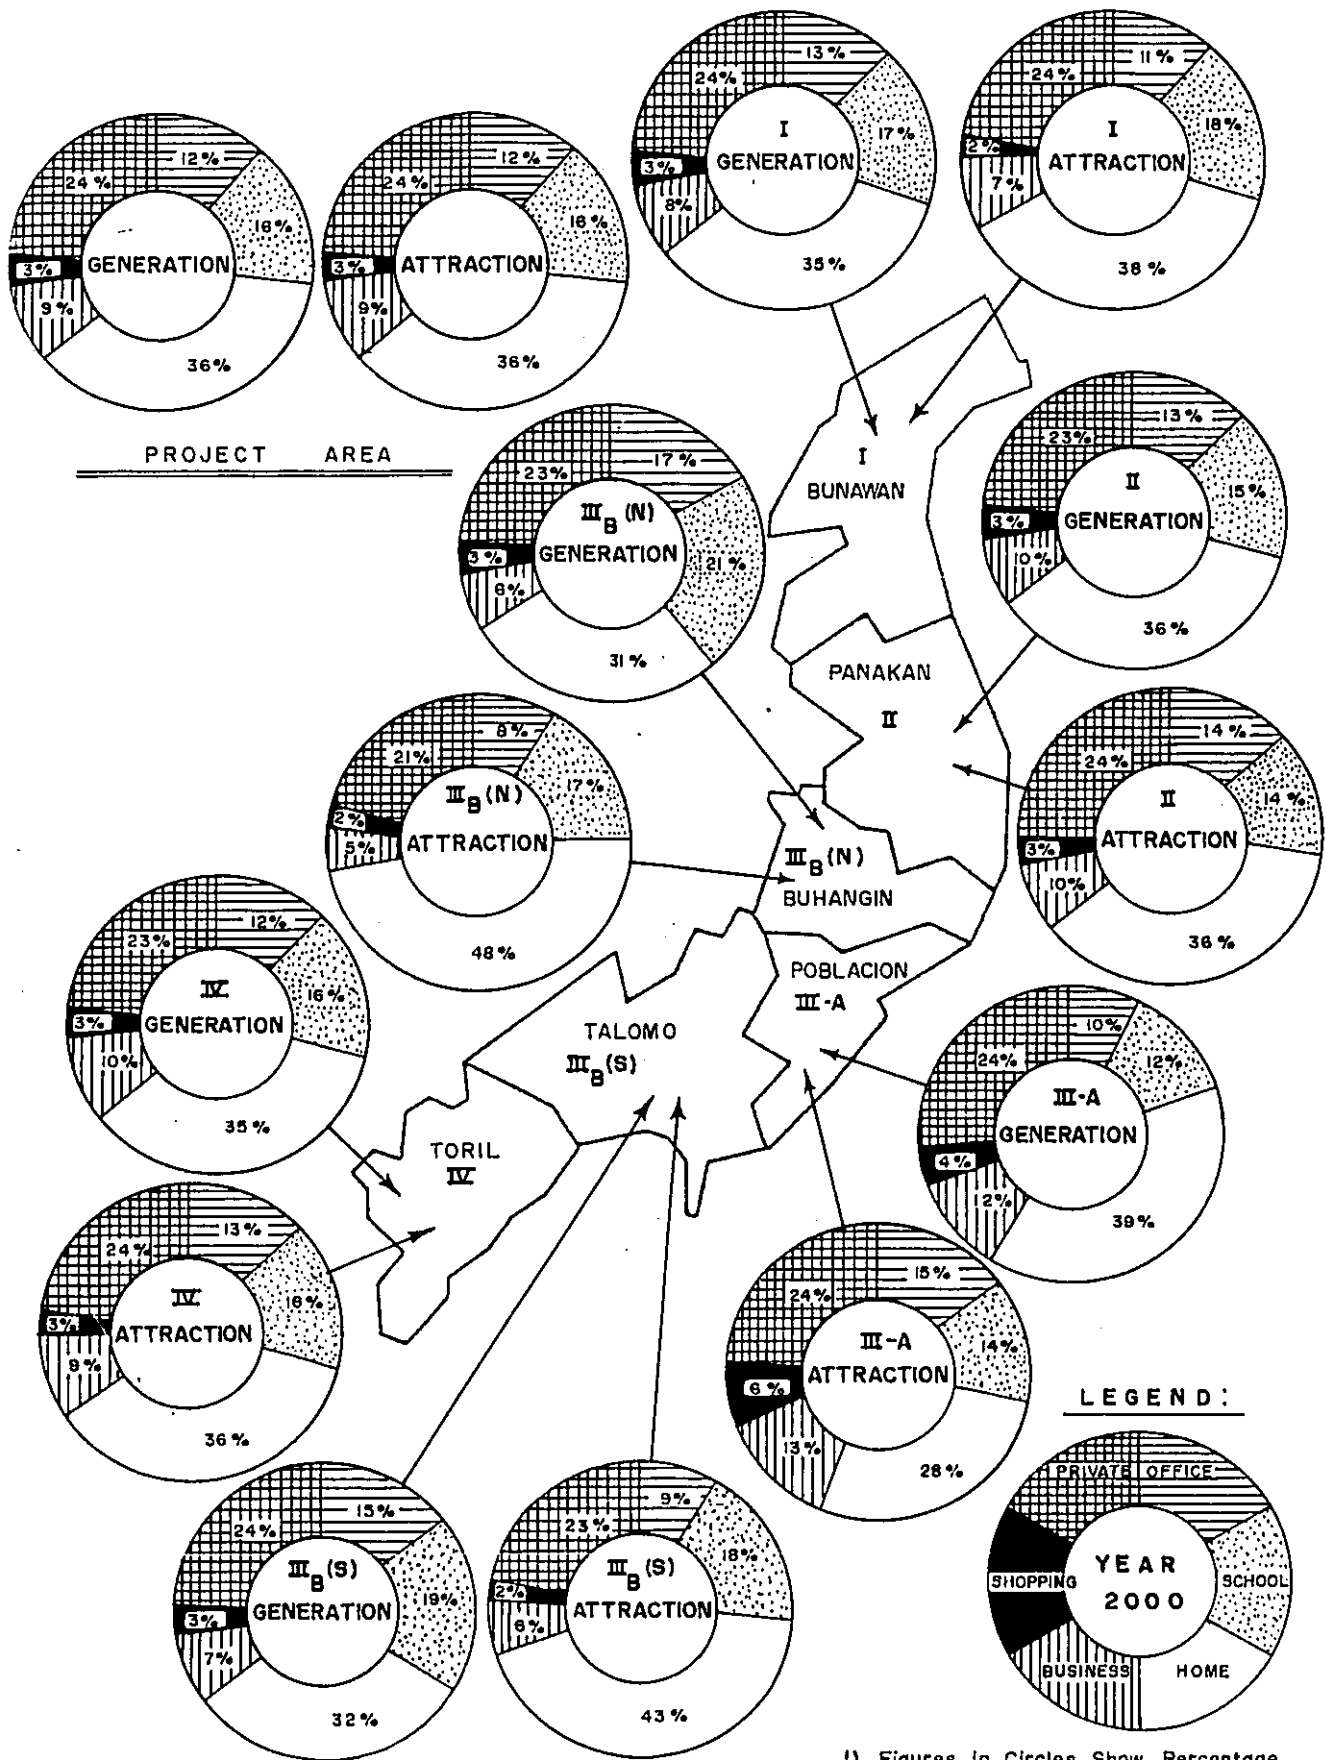 24%
12%
16%
3%
9%
36%
GENERATION
24%
12%
16%
3%
9%
36%
ATTRACTION
PROJECT AREA
24%
13%
17%
3%
8%
35%
I
GENERATION
24%
11%
18%
2%
7%
38%
I
ATTRACTION
23%
17%
21%
3%
6%
31%
III B (N)
GENERATION
I
BUNAWAN
23%
13%
15%
3%
10%
36%
II
GENERATION
PANAKAN
II
21%
8%
17%
2%
5%
48%
III B (N)
ATTRACTION
24%
14%
14%
3%
10%
36%
II
ATTRACTION
III B (N)
BUHANGIN
23%
12%
16%
3%
10%
35%
IV
GENERATION
POBLACION
III-A
TALOMO
III B (S)
24%
10%
12%
4%
12%
39%
III-A
GENERATION
TORIL
IV
24%
13%
16%
3%
9%
36%
IV
ATTRACTION
24%
15%
14%
6%
13%
28%
III-A
ATTRACTION
24%
15%
19%
3%
7%
32%
III B (S)
GENERATION
23%
9%
18%
2%
6%
43%
III B (S)
ATTRACTION
LEGEND:
PRIVATE OFFICE
SHOPPING
SCHOOL
YEAR
2000
BUSINESS
HOME
1) Figures in Circles Show Percentage